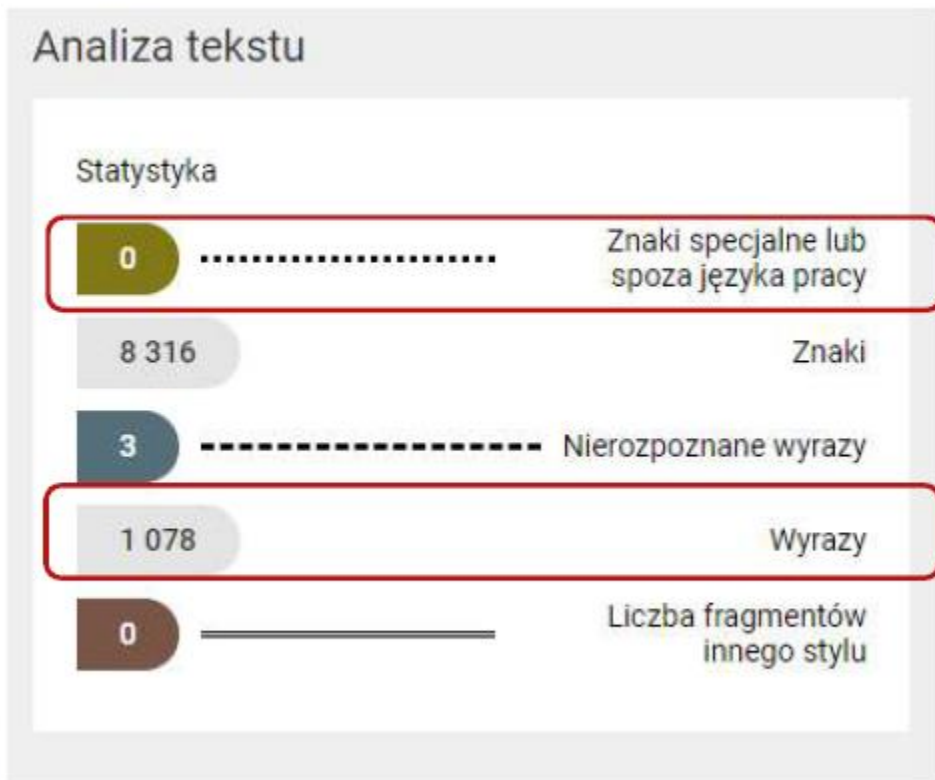 Analiza tekstu
Statystyka
0 Znaki specjalne lub
spoza języka pracy
8 316 Znaki
3 Nierozpoznane wyrazy
1 078 Wyrazy
0 Liczba fragmentów
innego stylu